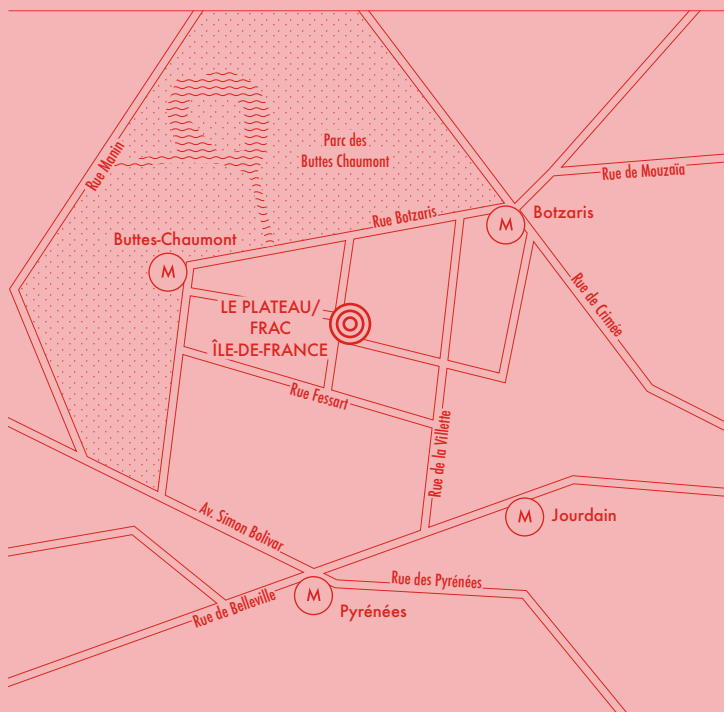 Parc des
Buttes Chaumont
Rue Manin
Rue de Mouzaïa
Rue Botzaris
M
Botzaris
Buttes-Chaumont
M
Rue de Crimée
LE PLATEAU/
FRAC
ÎLE-DE-FRANCE
Rue Fessart
Rue de la Villette
Av. Simon Bolivar
M
Jourdain
Rue des Pyrénées
M
Pyrénées
Rue de Belleville